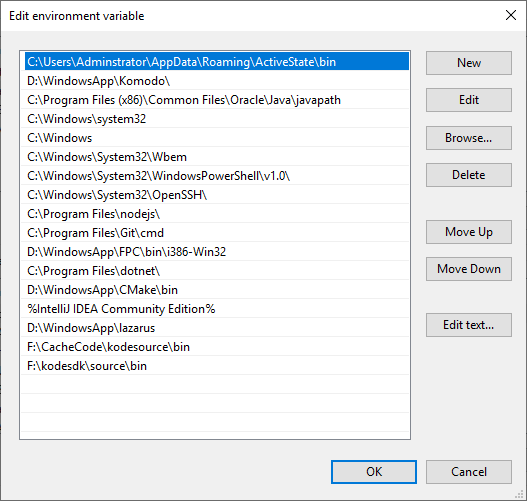 Edit environment variable
C:\Users\Adminstrator\AppData\Roaming\ActiveState\bin
D:\WindowsApp\Komodo\
C:\Program Files (x86)\Common Files\Oracle\Java\javapath
C:\Windows\system32
C:\Windows
C:\Windows\System32\Wbem
C:\Windows\System32\WindowsPowerShell\v1.0\
C:\Windows\System32\OpenSSH\
C:\Program Files\nodejs\
C:\Program Files\Git\cmd
D:\WindowsApp\FPC\bin\i386-Win32
C:\Program Files\dotnet\
D:\WindowsApp\CMake\bin
%IntelliJ IDEA Community Edition%
D:\WindowsApp\lazarus
F:\CacheCode\kodesource\bin
F:\kodesdk\source\bin
New
Edit
Browse...
Delete
Move Up
Move Down
Edit text...
OK
Cancel